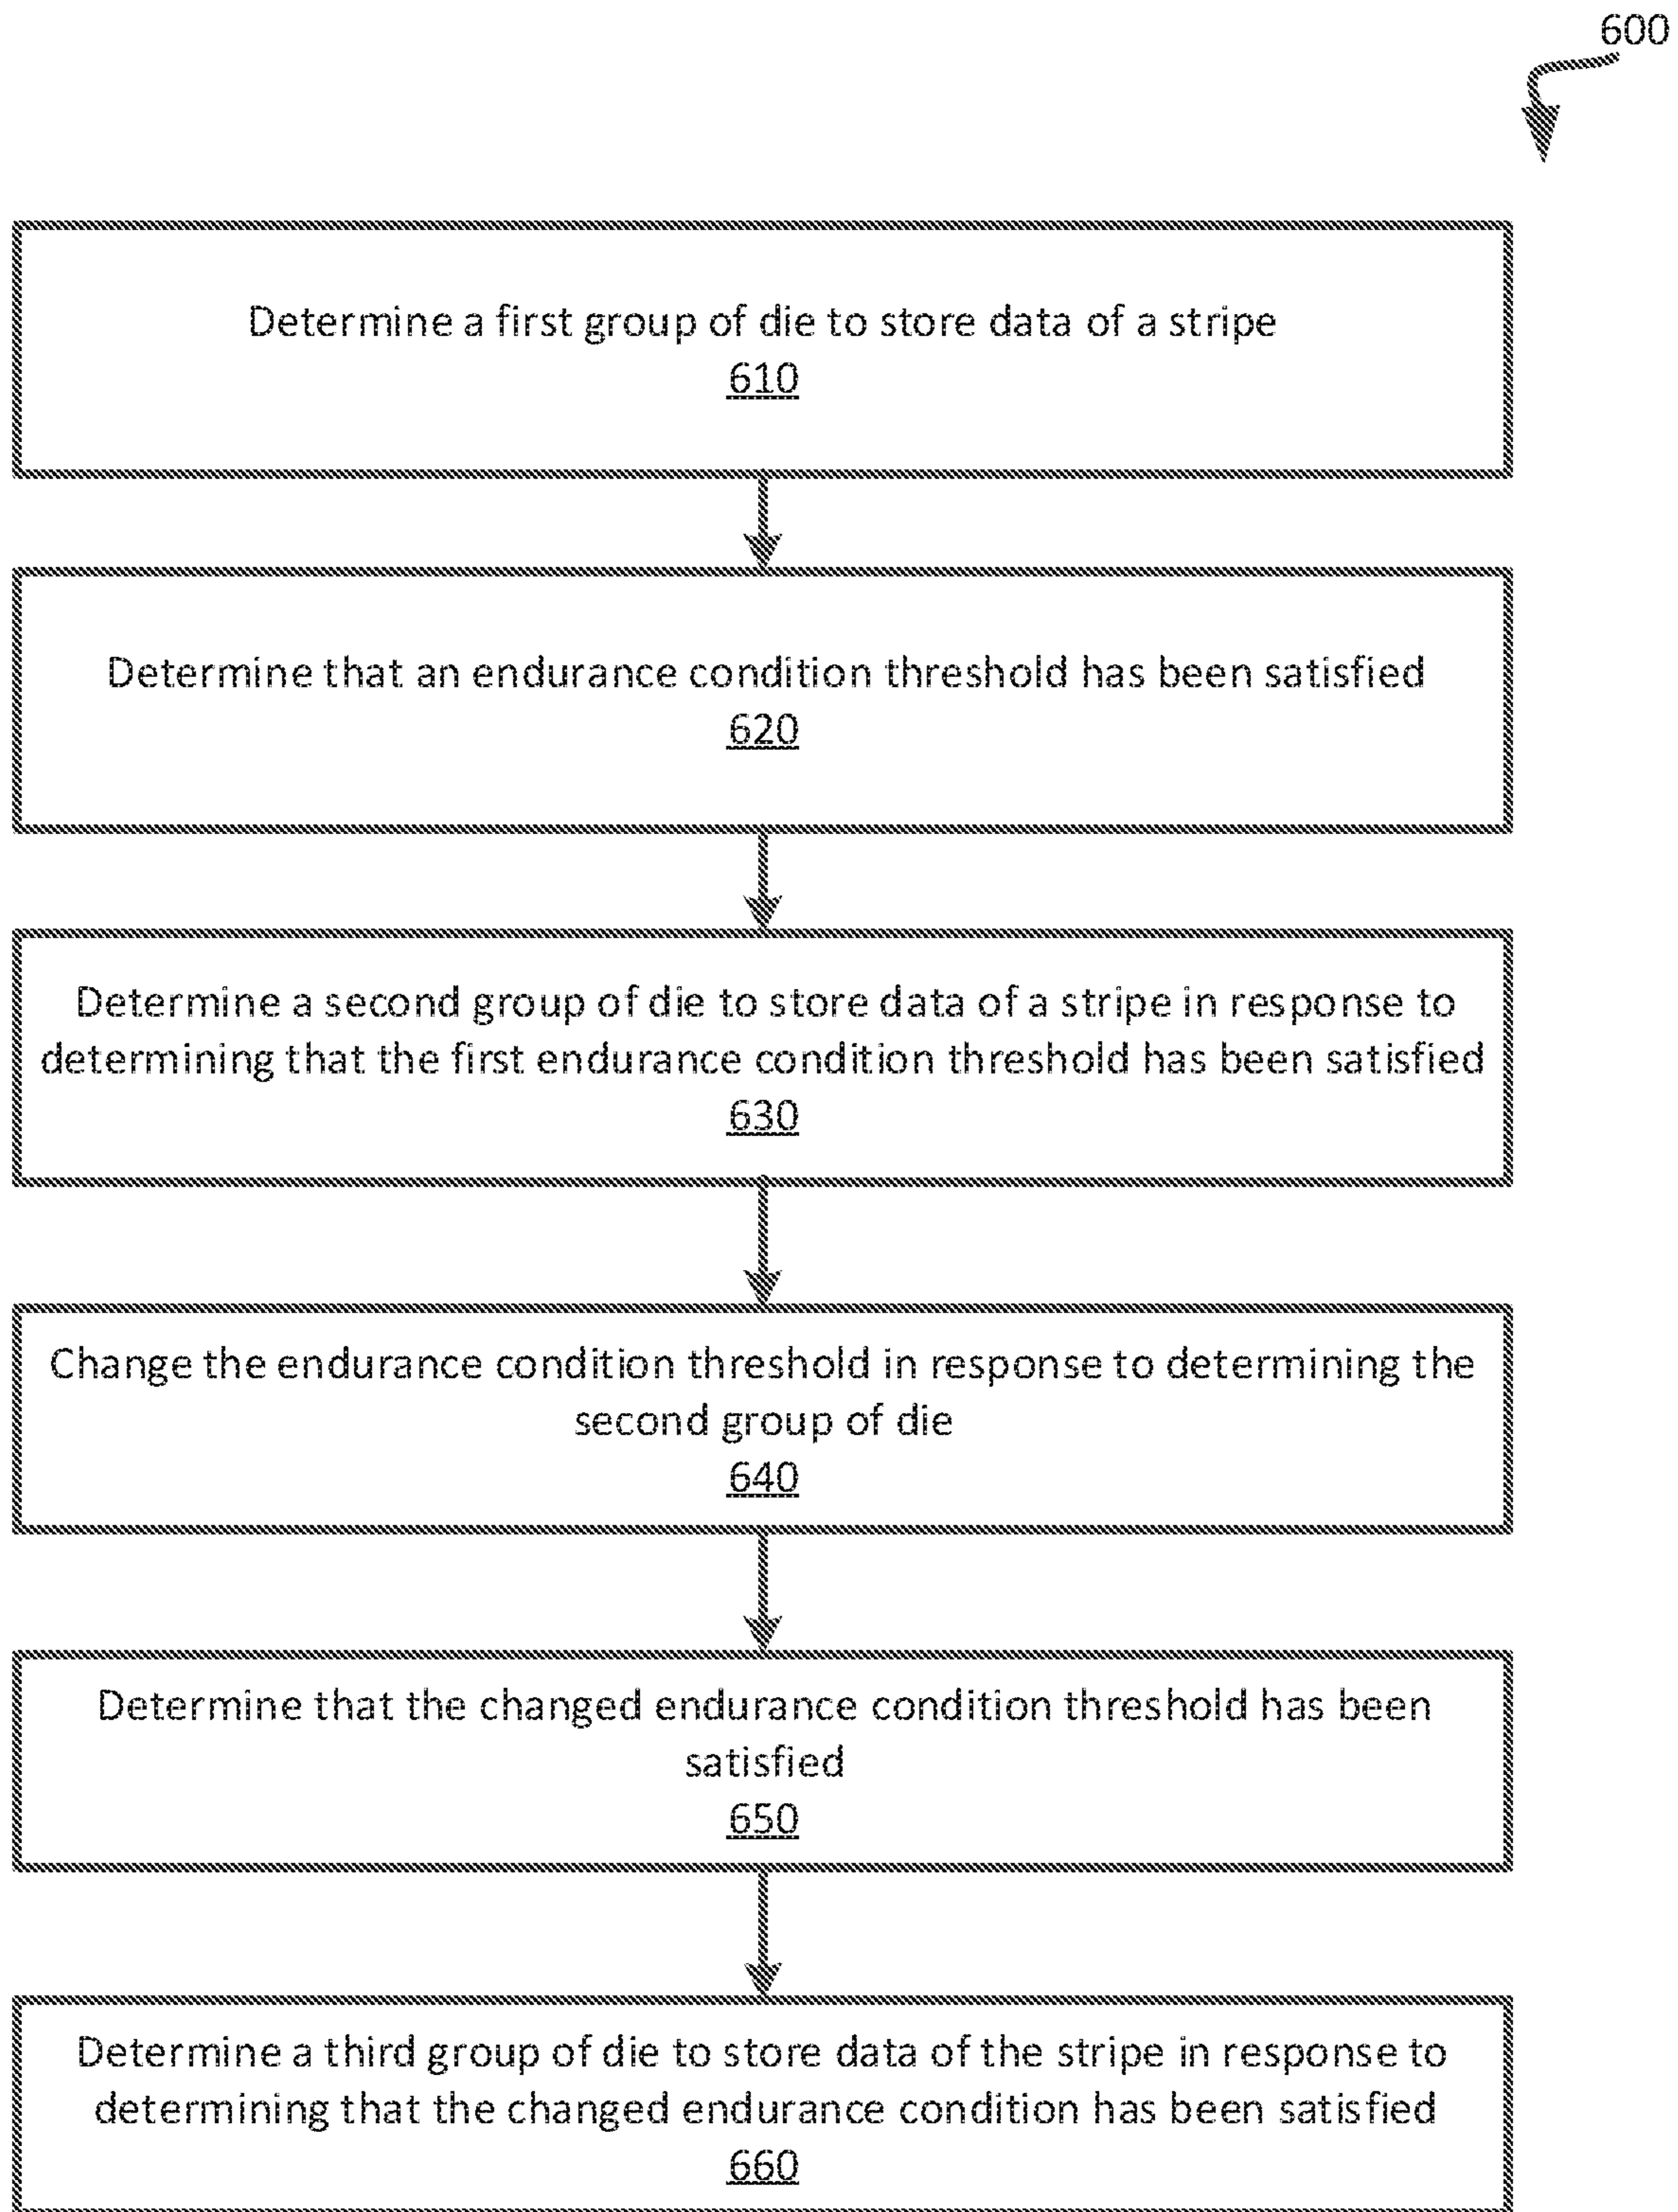 600
Determine a first group of die to store data of a stripe
610
Determine that an endurance condition threshold has been satisfied
620
Determine a second group of die to store data of a stripe in response to
determining that the first endurance condition threshold has been satisfied
630
Change the endurance condition threshold in response to determining the
second group of die
640
Determine that the changed endurance condition threshold has been
satisfied
650
Determine a third group of die to store data of the stripe in response to
determining that the changed endurance condition has been satisfied
660